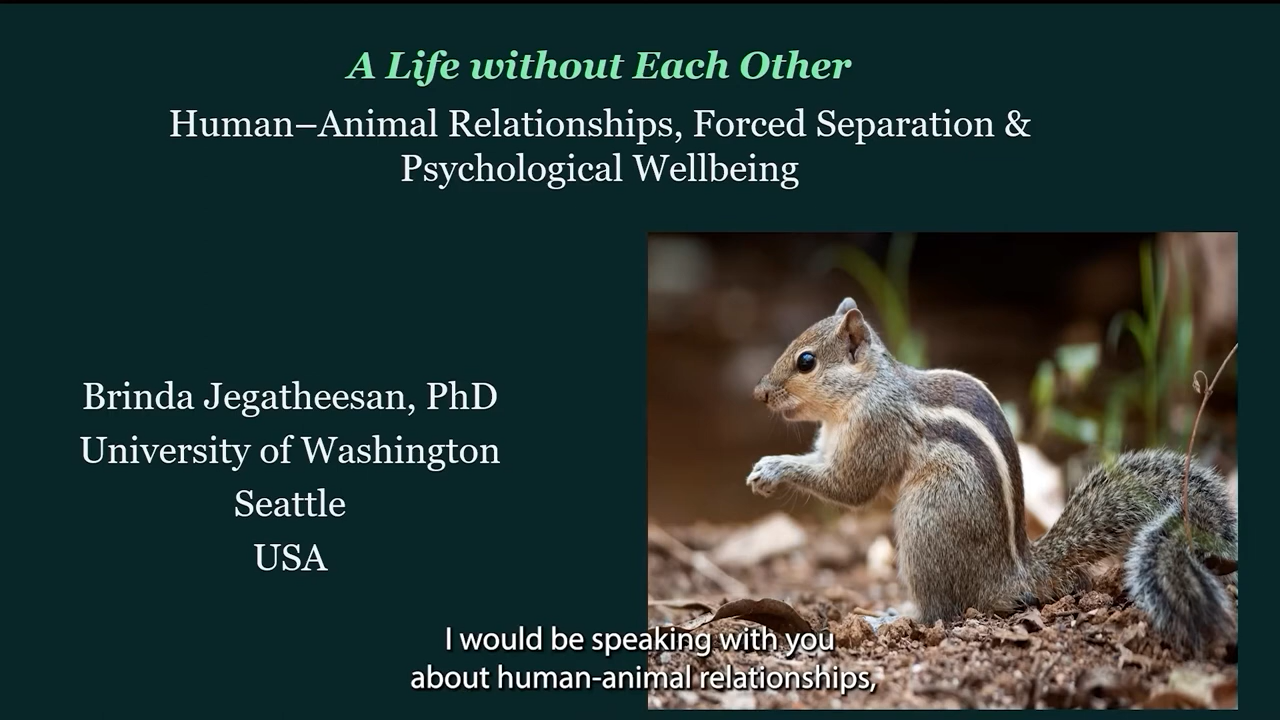 A Life without Each Other
Human–Animal Relationships, Forced Separation &
Psychological Wellbeing
Brinda Jegatheesan, PhD
University of Washington
Seattle
USA
I would be speaking with you
about human-animal relationships,